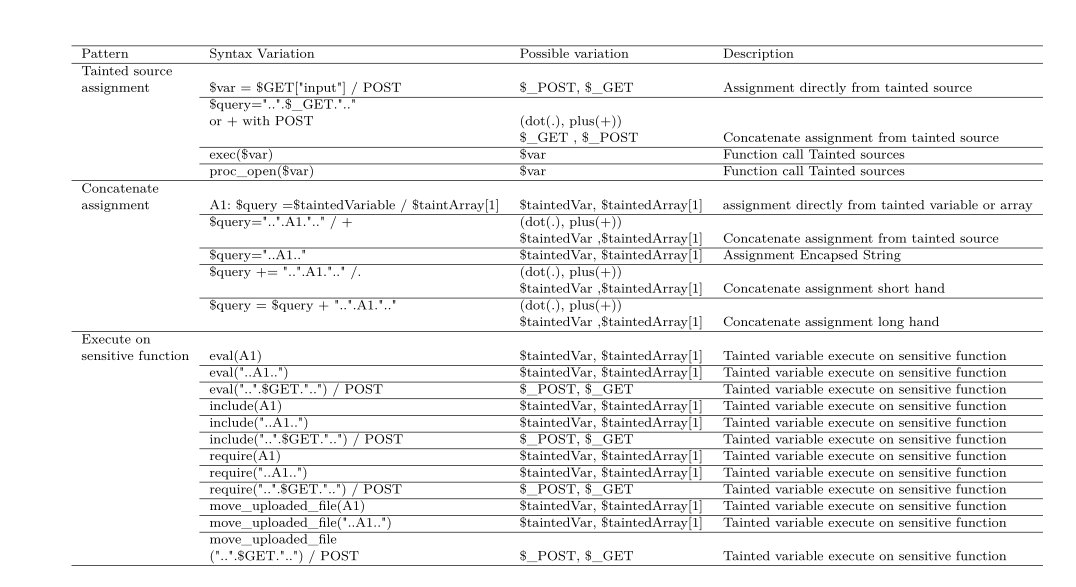 Pattern Syntax Variation Possible variation Description
Tainted source
assignment $var = $GET["input"] / POST $_POST, $_GET Assignment directly from tainted source
$query="..".$_GET.".."
or + with POST (dot(.), plus(+))
$_GET , $_POST Concatenate assignment from tainted source
exec($var) $var Function call Tainted sources
proc_open($var) $var Function call Tainted sources
Concatenate
assignment A1: $query =$taintedVariable / $taintArray[1] $taintedVar, $taintedArray[1] assignment directly from tainted variable or array
$query="..".A1.".." / + (dot(.), plus(+))
$taintedVar ,$taintedArray[1] Concatenate assignment from tainted source
$query="..A1.." $taintedVar, $taintedArray[1] Assignment Encapsed String
$query += "..".A1.".." /. (dot(.), plus(+))
$taintedVar ,$taintedArray[1] Concatenate assignment short hand
$query = $query + "..".A1.".." (dot(.), plus(+))
$taintedVar ,$taintedArray[1] Concatenate assignment long hand
Execute on
sensitive function eval(A1) $taintedVar, $taintedArray[1] Tainted variable execute on sensitive function
eval("..A1..") $taintedVar, $taintedArray[1] Tainted variable execute on sensitive function
eval("..".$GET."..") / POST $_POST, $_GET Tainted variable execute on sensitive function
include(A1) $taintedVar, $taintedArray[1] Tainted variable execute on sensitive function
include("..A1..") $taintedVar, $taintedArray[1] Tainted variable execute on sensitive function
include("..".$GET."..") / POST $_POST, $_GET Tainted variable execute on sensitive function
require(A1) $taintedVar, $taintedArray[1] Tainted variable execute on sensitive function
require("..A1..") $taintedVar, $taintedArray[1] Tainted variable execute on sensitive function
require("..".$GET."..") / POST $_POST, $_GET Tainted variable execute on sensitive function
move_uploaded_file(A1) $taintedVar, $taintedArray[1] Tainted variable execute on sensitive function
move_uploaded_file("..A1..") $taintedVar, $taintedArray[1] Tainted variable execute on sensitive function
move_uploaded_file
("..".$GET."..") / POST $_POST, $_GET Tainted variable execute on sensitive function